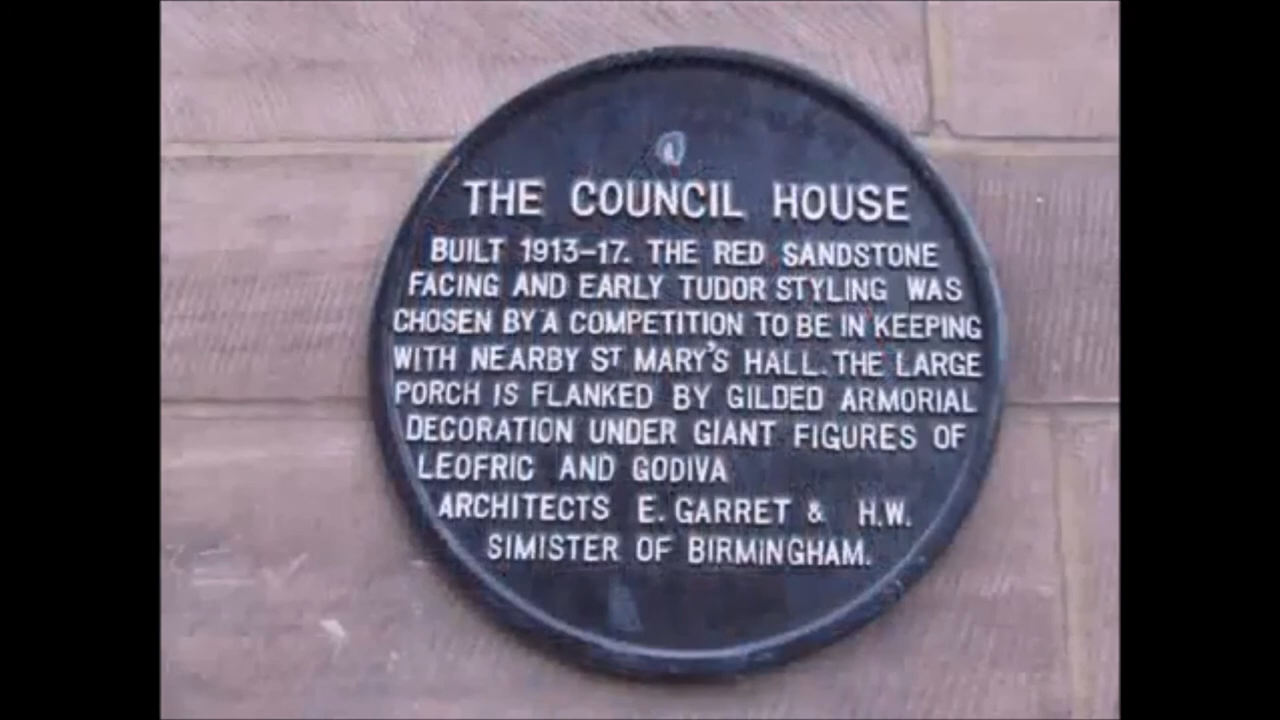 THE COUNCIL HOUSE
BUILT 1913-17. THE RED SANDSTONE
FACING AND EARLY TUDOR STYLING WAS
CHOSEN BY A COMPETITION TO BE IN KEEPING
WITH NEARBY ST MARY'S HALL. THE LARGE
PORCH IS FLANKED BY GILDED ARMORIAL
DECORATION UNDER GIANT FIGURES OF
LEOFRIC AND GODIVA
ARCHITECTS E. GARRET & H.W.
SIMISTER OF BIRMINGHAM.